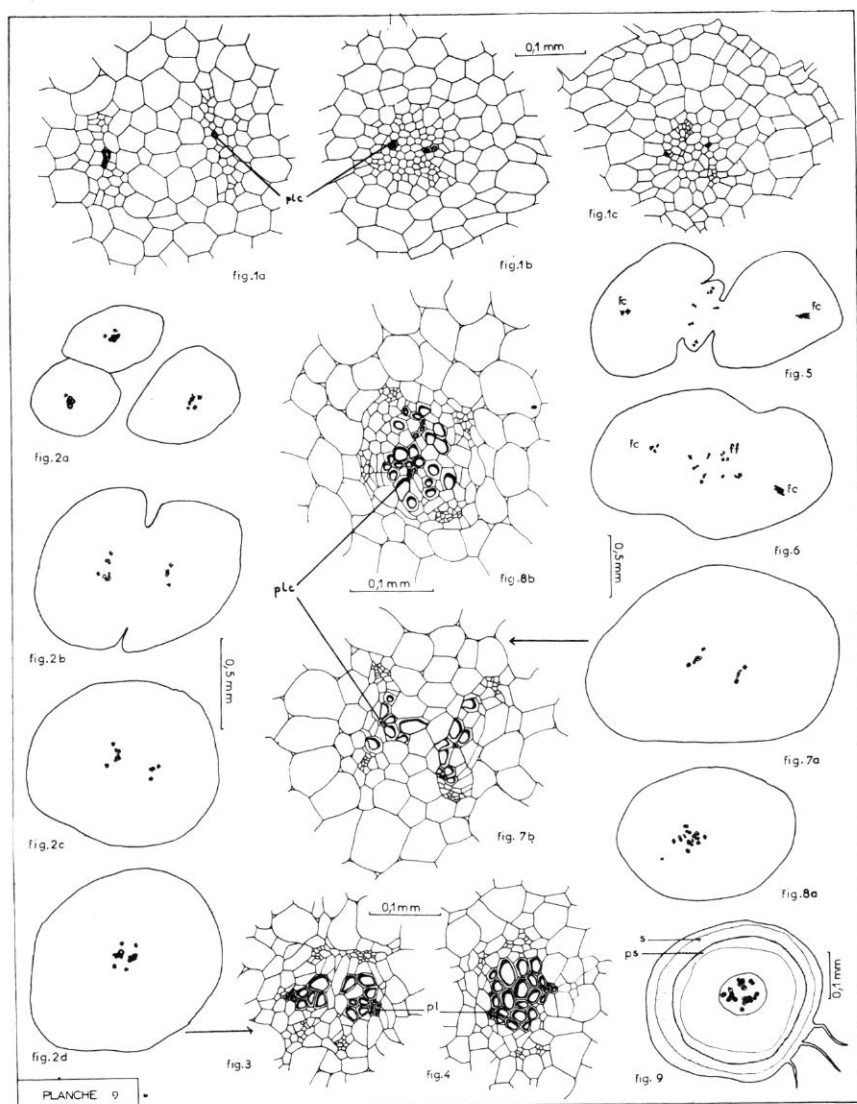 0,1 mm
plc
fig.1a
fig.1b
fig.1c
fc
fc
fig. 5
fig.2a
fc
ff
fc
fig. 6
0,1 mm
fig.8b
0,5 mm
plc
fig.2b
0,5 mm
fig. 7a
fig.2c
fig. 7b
fig.8a
0,1 mm
s
ps
0,1 mm
pl
fig.2d
fig.3
fig.4
fig. 9
PLANCHE 9